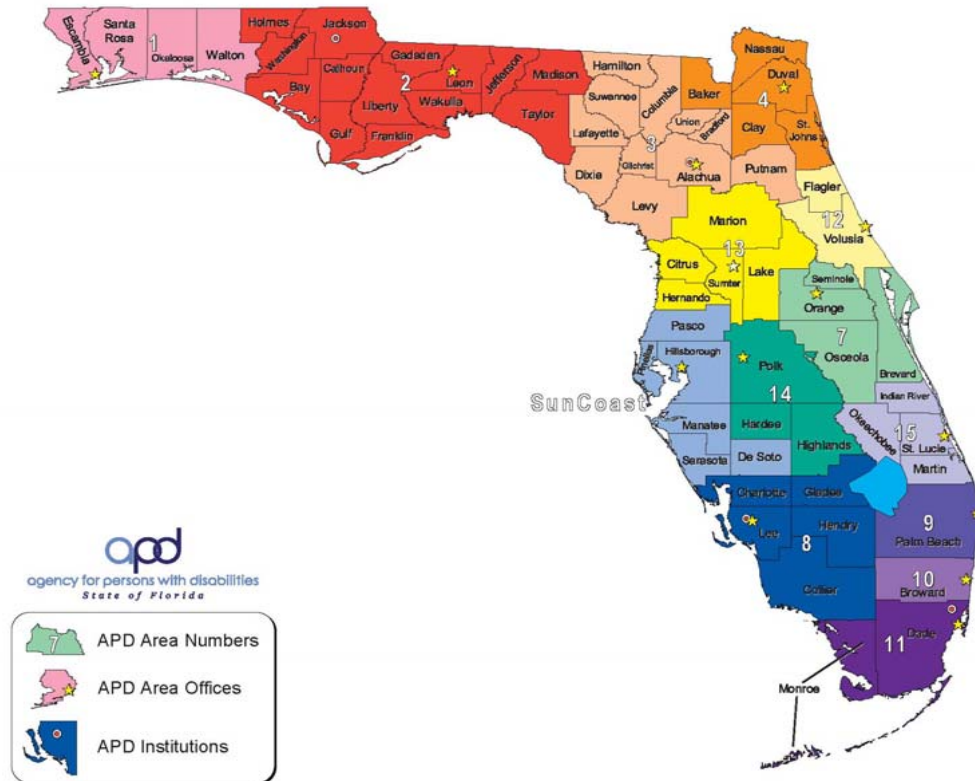 Escambia
Santa
Rosa
1
Okaloosa
Walton
Holmes
Washington
Jackson
Bay
Calhoun
Gulf
Liberty
Franklin
Gadsden
2
Leon
Wakulla
Jefferson
Madison
Taylor
Hamilton
Suwannee
Columbia
Lafayette
Union
Bradford
3
Gilchrist
Dixie
Alachua
Levy
Putnam
Baker
Nassau
Duval
4
Clay
St.
Johns
Flagler
12
Volusia
Marion
13
Citrus
Sumter
Lake
Hernando
Seminole
Orange
7
Osceola
Brevard
Pasco
Pinellas
Hillsborough
SunCoast
Manatee
Sarasota
De Soto
Polk
14
Hardee
Highlands
Indian River
Okeechobee
15
St. Lucie
Martin
Charlotte
Glades
Lee
Hendry
8
Collier
9
Palm Beach
10
Broward
11
Dade
Monroe
apd
agency for persons with disabilities
State of Florida
7 APD Area Numbers
APD Area Offices
APD Institutions